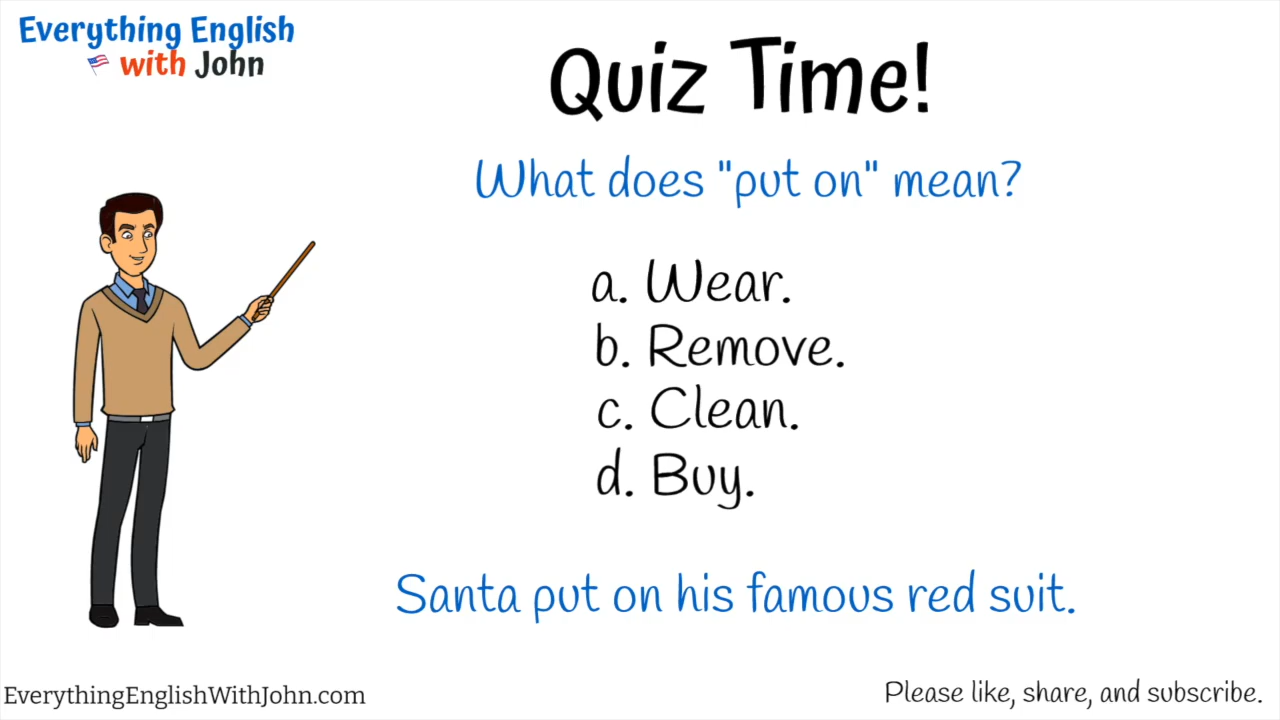 Everything English
with John
Quiz Time!
What does "put on" mean?
a. Wear.
b. Remove.
c. Clean.
d. Buy.
Santa put on his famous red suit.
EverythingEnglishWithJohn.com
Please like, share, and subscribe.